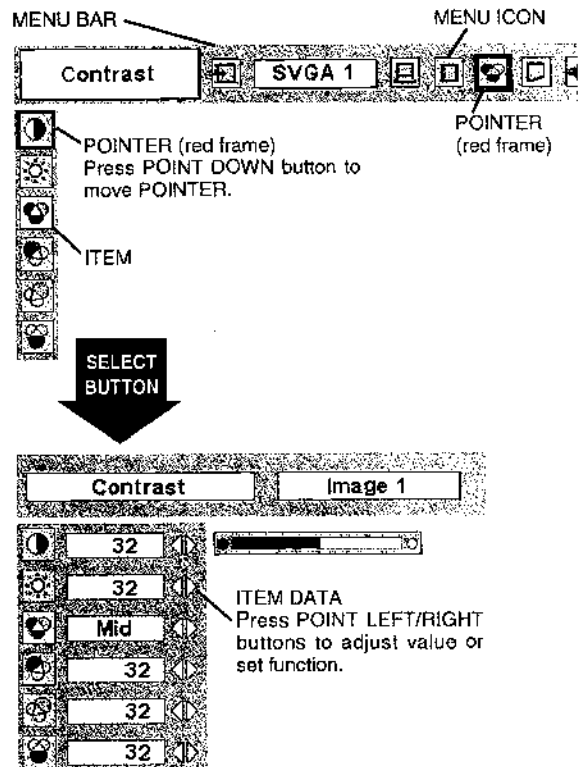 MENU BAR
MENU ICON
Contrast
SVGA 1
POINTER
(red frame)
POINTER (red frame)
Press POINT DOWN button to
move POINTER.
ITEM
SELECT
BUTTON
Contrast
Image 1
32
32
ITEM DATA
Press POINT LEFT/RIGHT
buttons to adjust value or
set function.
Mid
32
32
32